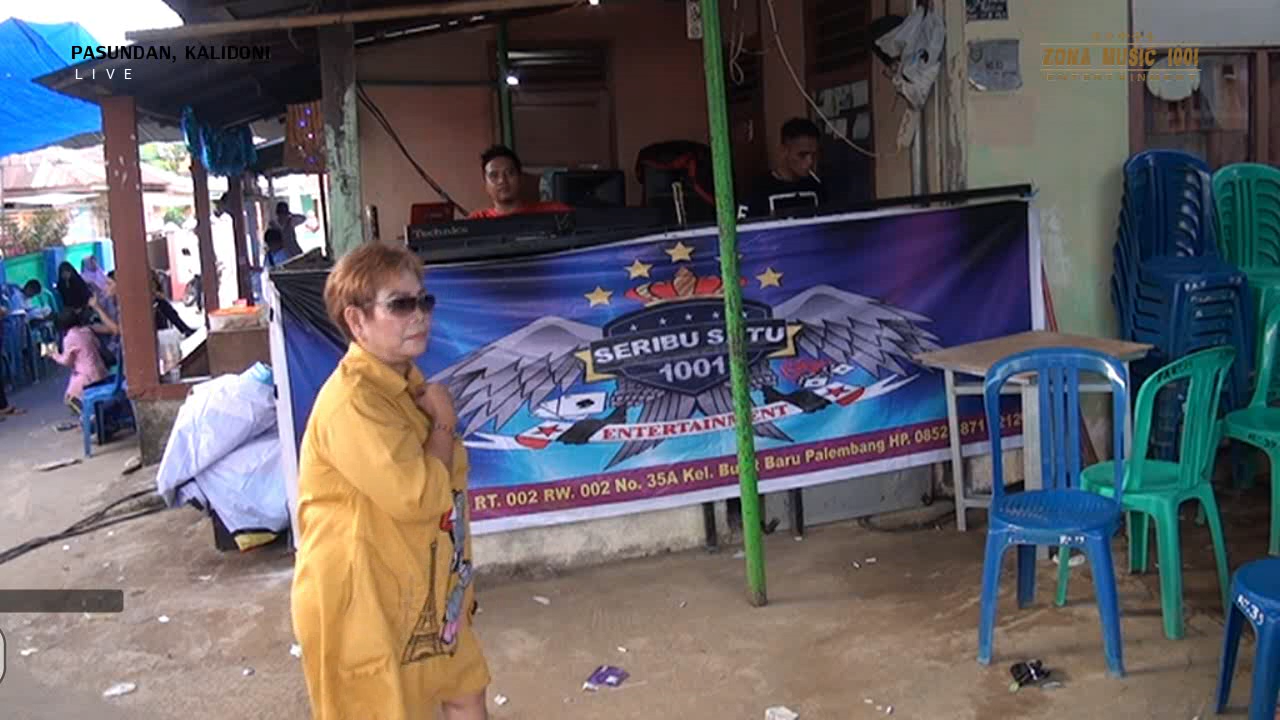 PASUNDAN, KALIDONI
LIVE
ZONA MUSIC 1001
ENTERTAINMENT
Technics
SERIBU SATU
1001
ENTERTAINMENT
RT. 002 RW. 002 No. 35A Kel. Bukit Baru Palembang HP. 0852